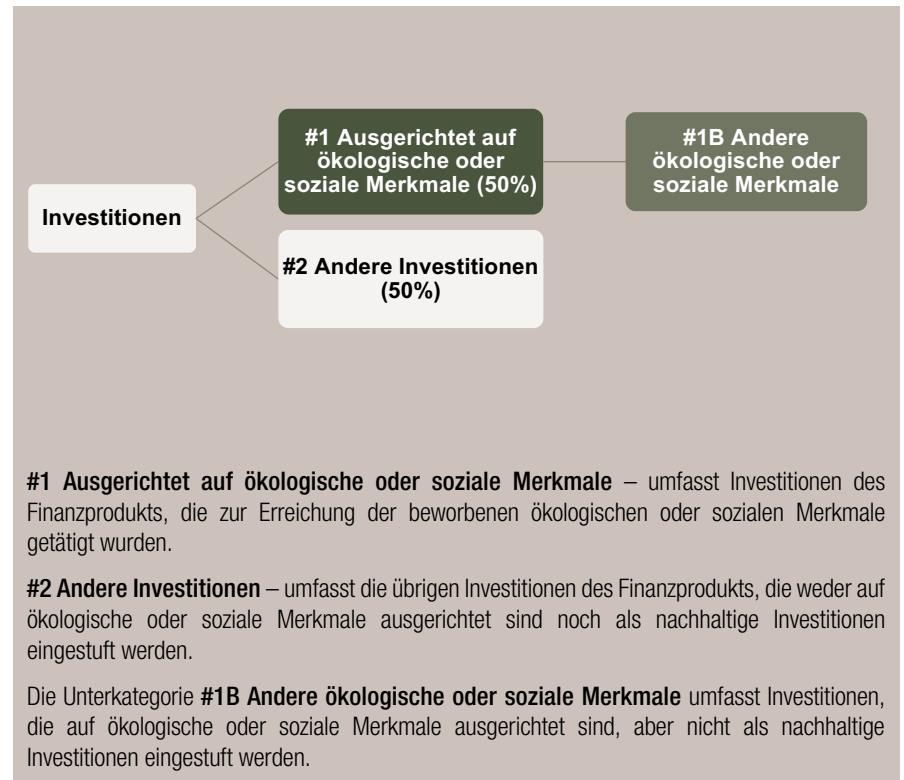 #1 Ausgerichtet auf
ökologische oder
soziale Merkmale (50%)
#1B Andere
ökologische oder
soziale Merkmale
Investitionen
#2 Andere Investitionen
(50%)
#1 Ausgerichtet auf ökologische oder soziale Merkmale – umfasst Investitionen des
Finanzprodukts, die zur Erreichung der beworbenen ökologischen oder sozialen Merkmale
getätigt wurden.
#2 Andere Investitionen – umfasst die übrigen Investitionen des Finanzprodukts, die weder auf
ökologische oder soziale Merkmale ausgerichtet sind noch als nachhaltige Investitionen
eingestuft werden.
Die Unterkategorie #1B Andere ökologische oder soziale Merkmale umfasst Investitionen,
die auf ökologische oder soziale Merkmale ausgerichtet sind, aber nicht als nachhaltige
Investitionen eingestuft werden.